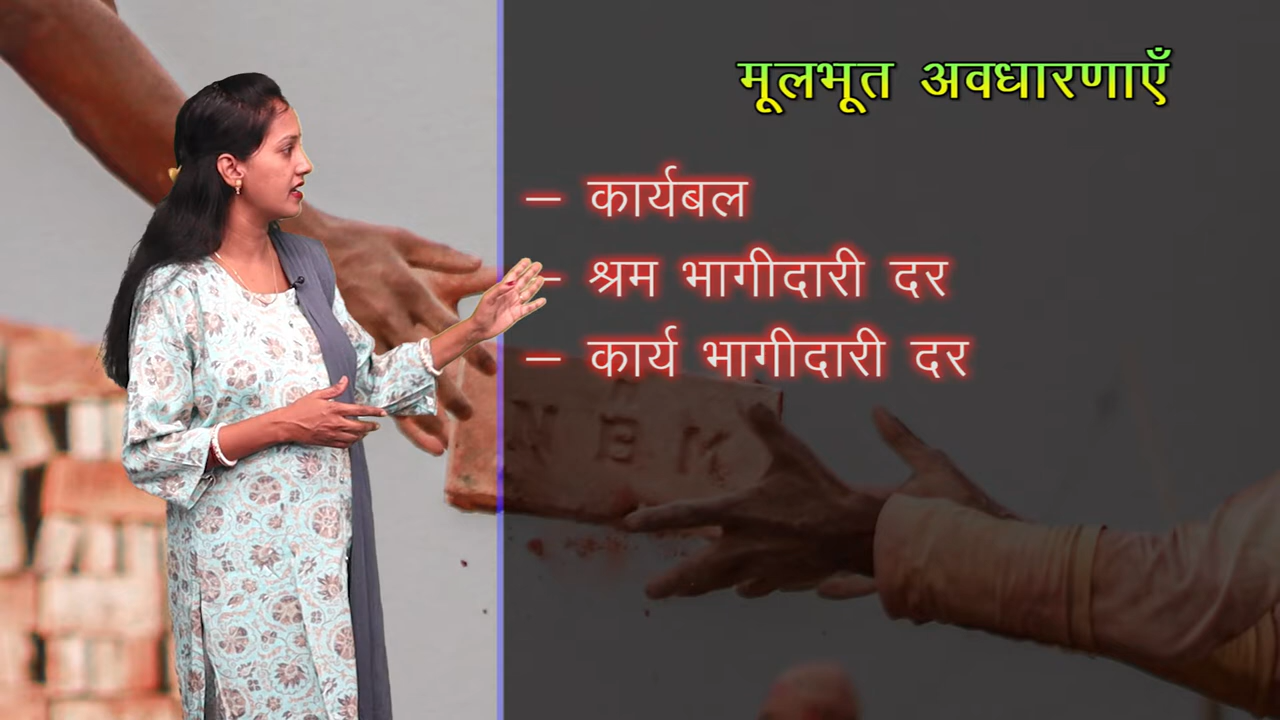 मूलभूत अवधारणाएँ
– कार्यबल
– श्रम भागीदारी दर
– कार्य भागीदारी दर
N B K